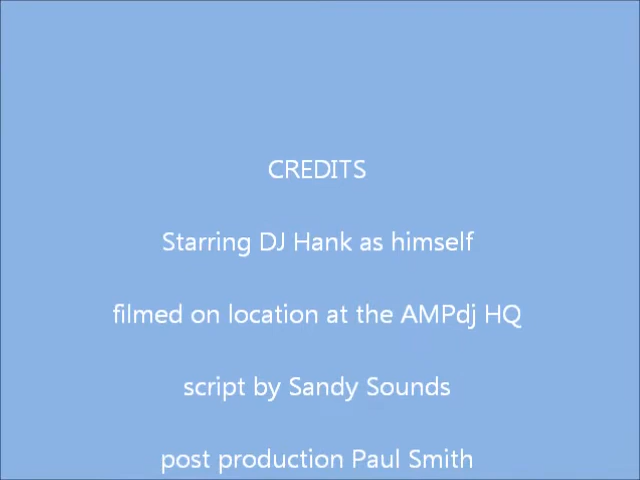 CREDITS
Starring DJ Hank as himself
filmed on location at the AMPdj HQ
script by Sandy Sounds
post production Paul Smith